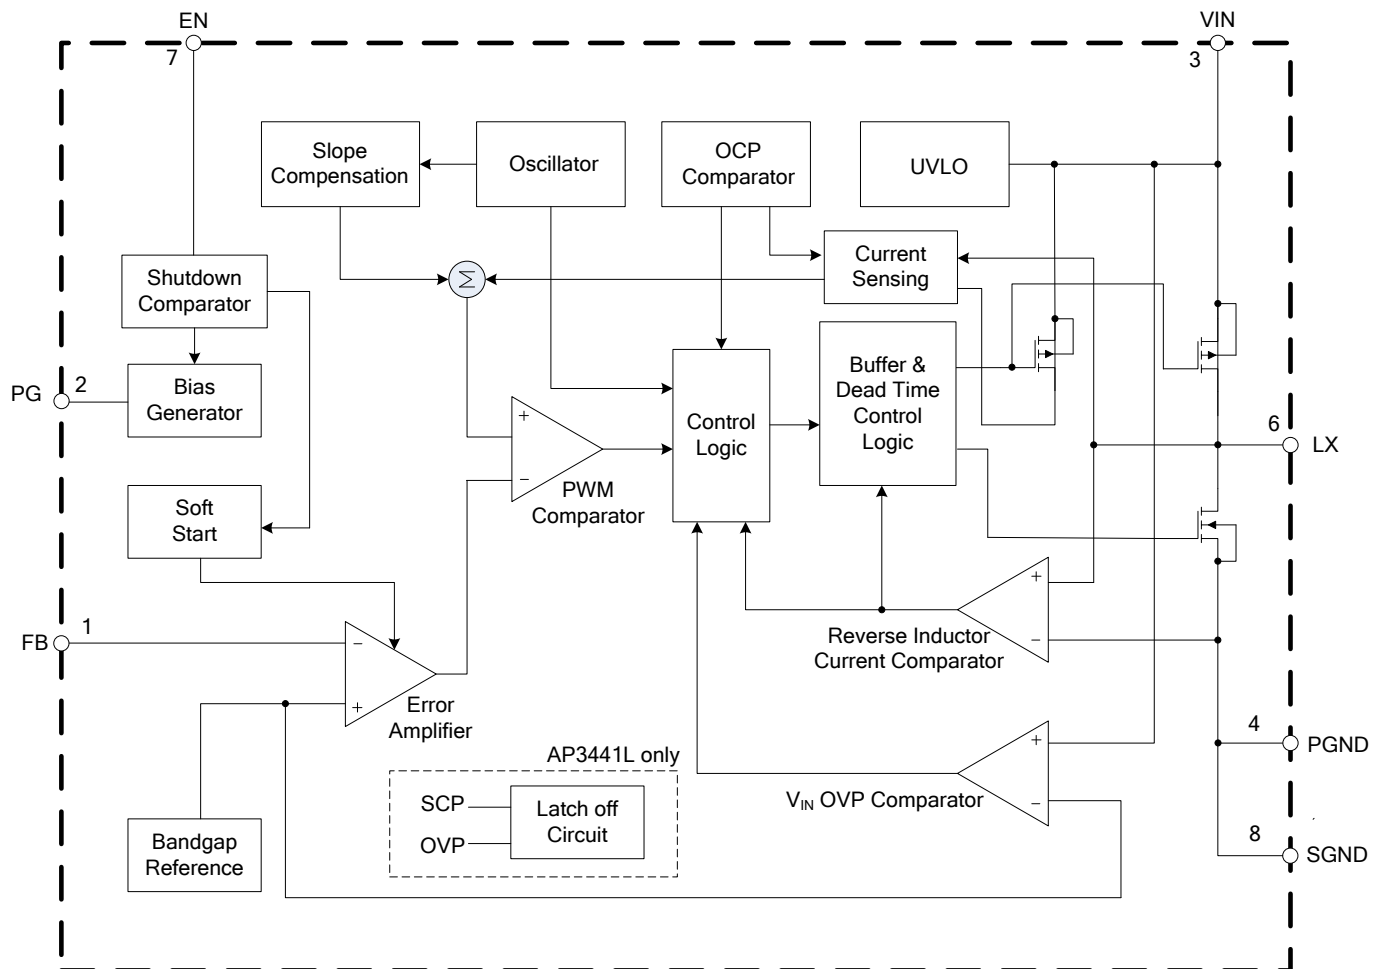 EN
VIN
7
3
Slope
Compensation
Oscillator
OCP
Comparator
UVLO
Shutdown
Comparator
Σ
Current
Sensing
PG
2
Bias
Generator
Buffer &
Dead Time
Control
Logic
Control
Logic
+
−
PWM
Comparator
6
LX
Soft
Start
FB
1
−
+
Error
Amplifier
+
−
Reverse Inductor
Current Comparator
4
PGND
AP3441L only
SCP
OVP
Latch off
Circuit
+
−
VIN OVP Comparator
Bandgap
Reference
8
SGND